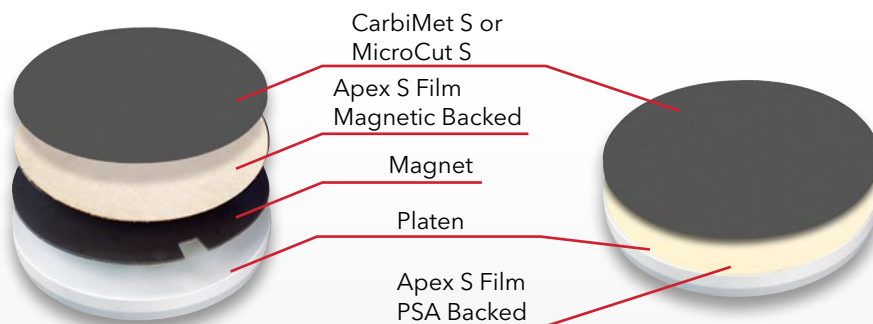 CarbiMet S or
MicroCut S
Apex S Film
Magnetic Backed
Magnet
Platen
Apex S Film
PSA Backed